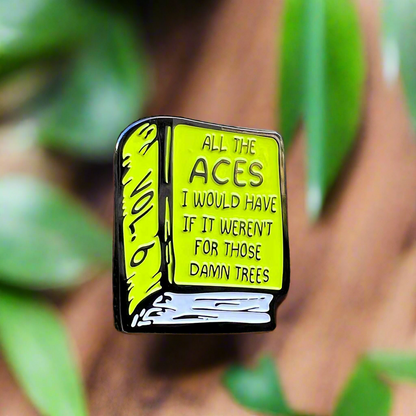 ALL THE
ACES
I WOULD HAVE
IF IT WEREN'T
FOR THOSE
DAMN TREES
VOL. 6